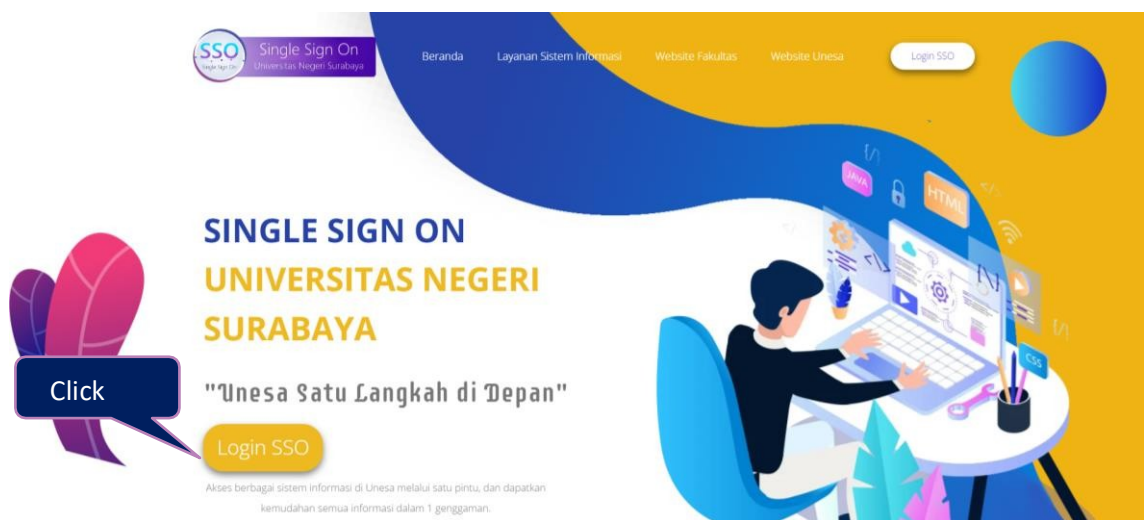 SSO
Single Sign On
Single Sign On
Universitas Negeri Surabaya
Beranda
Layanan Sistem Informasi
Website Fakultas
Website Unesa
Login SSO
JAVA
HTML
CSS
SINGLE SIGN ON
UNIVERSITAS NEGERI
SURABAYA
"Unesa Satu Langkah di Depan"
Click
Login SSO
Akses berbagai sistem informasi di Unesa melalui satu pintu, dan dapatkan
kemudahan semua informasi dalam 1 genggaman.